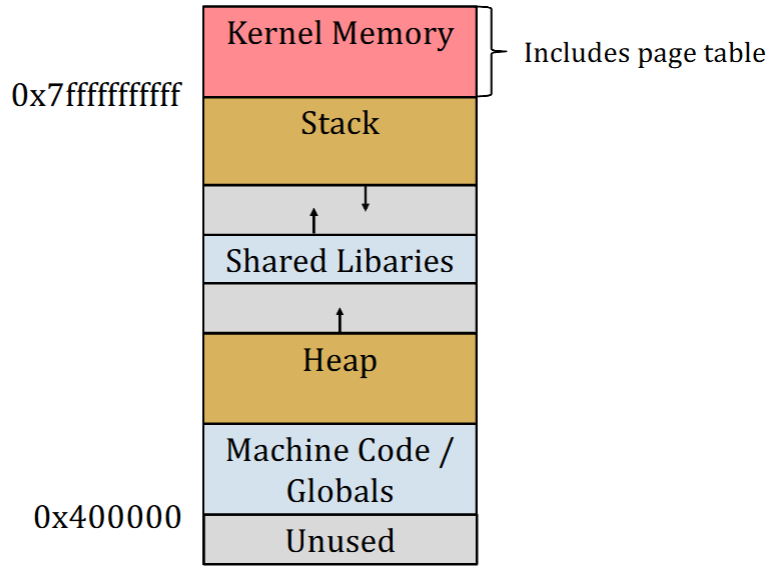 Kernel Memory
Includes page table
0x7fffffffffff
Stack
Shared Libaries
Heap
Machine Code /
Globals
0x400000
Unused